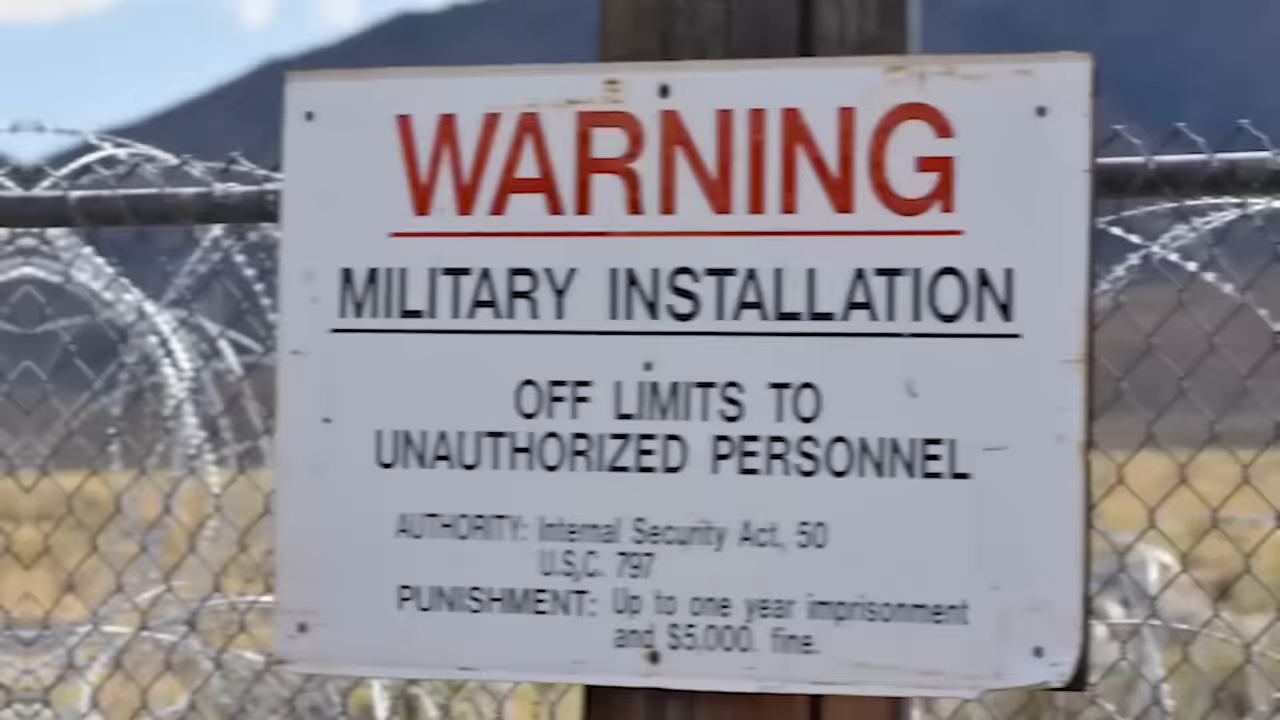 WARNING
MILITARY INSTALLATION
OFF LIMITS TO
UNAUTHORIZED PERSONNEL
AUTHORITY: Internal Security Act, 50
U.S,C. 797
PUNISHMENT: Up to one year imprisonment
and $5,000. fine.